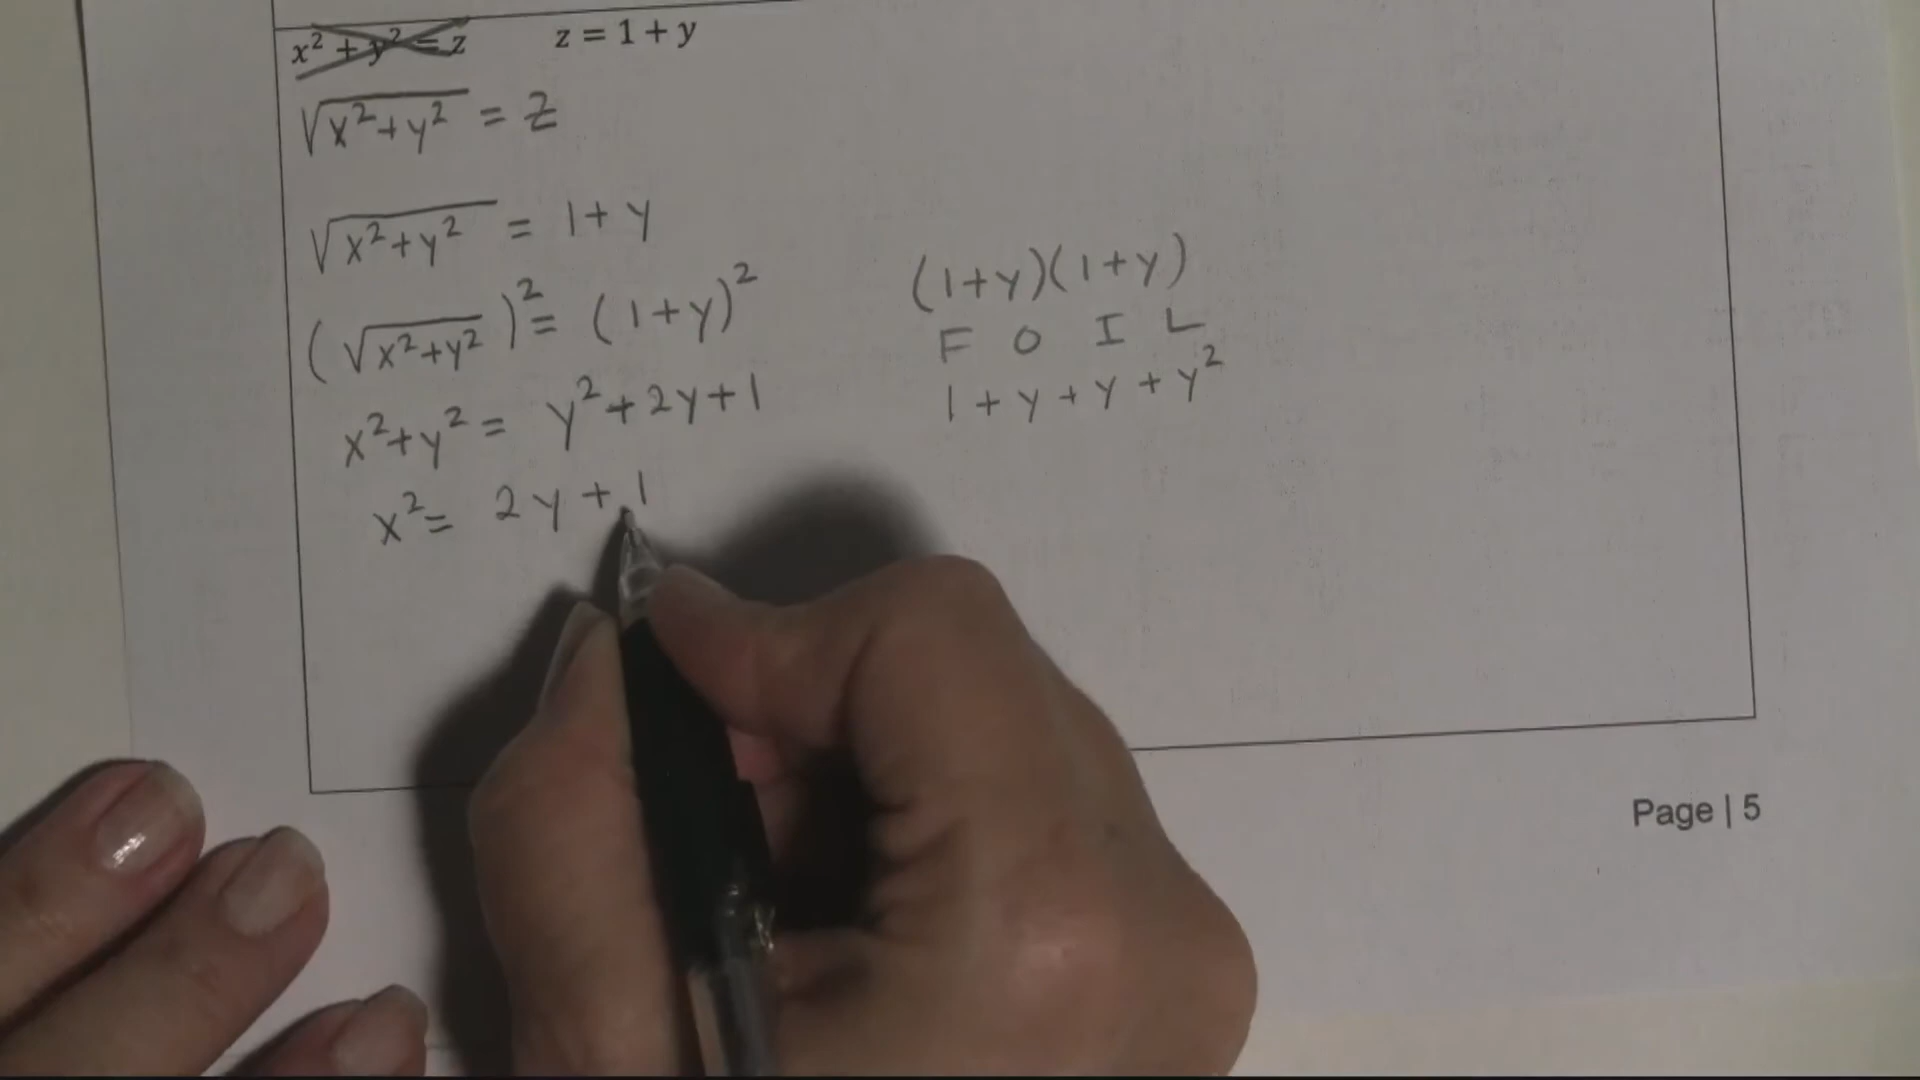 x² + y² = z z = 1 + y
√x²+y² = z
√x²+y² = 1 + y
(√x²+y²)² = (1+y)² (1+y)(1+y)
F O I L
x²+y² = y²+2y+1 1 + y + y + y²
x² = 2y + 1
Page | 5